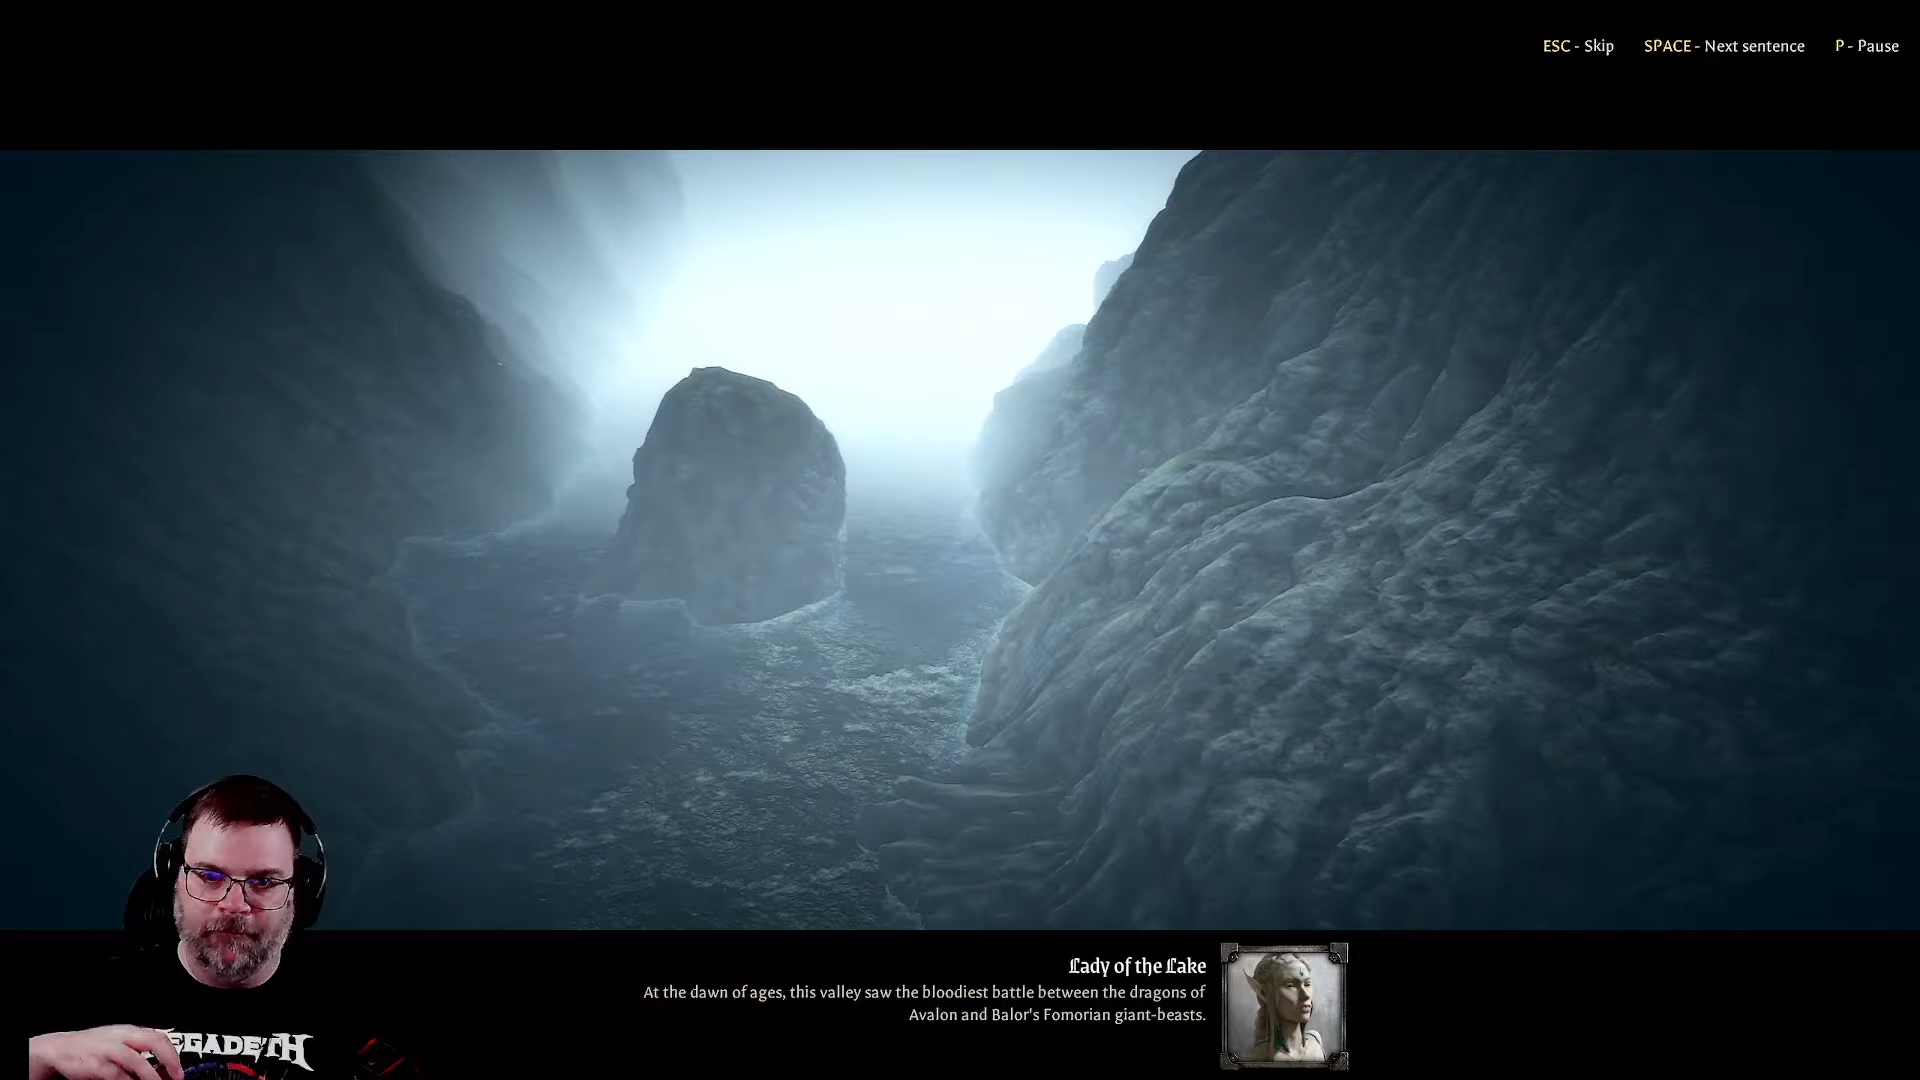 ESC - Skip SPACE - Next sentence P - Pause
Lady of the Lake
At the dawn of ages, this valley saw the bloodiest battle between the dragons of
Avalon and Balor's Fomorian giant-beasts.
MEGADETH